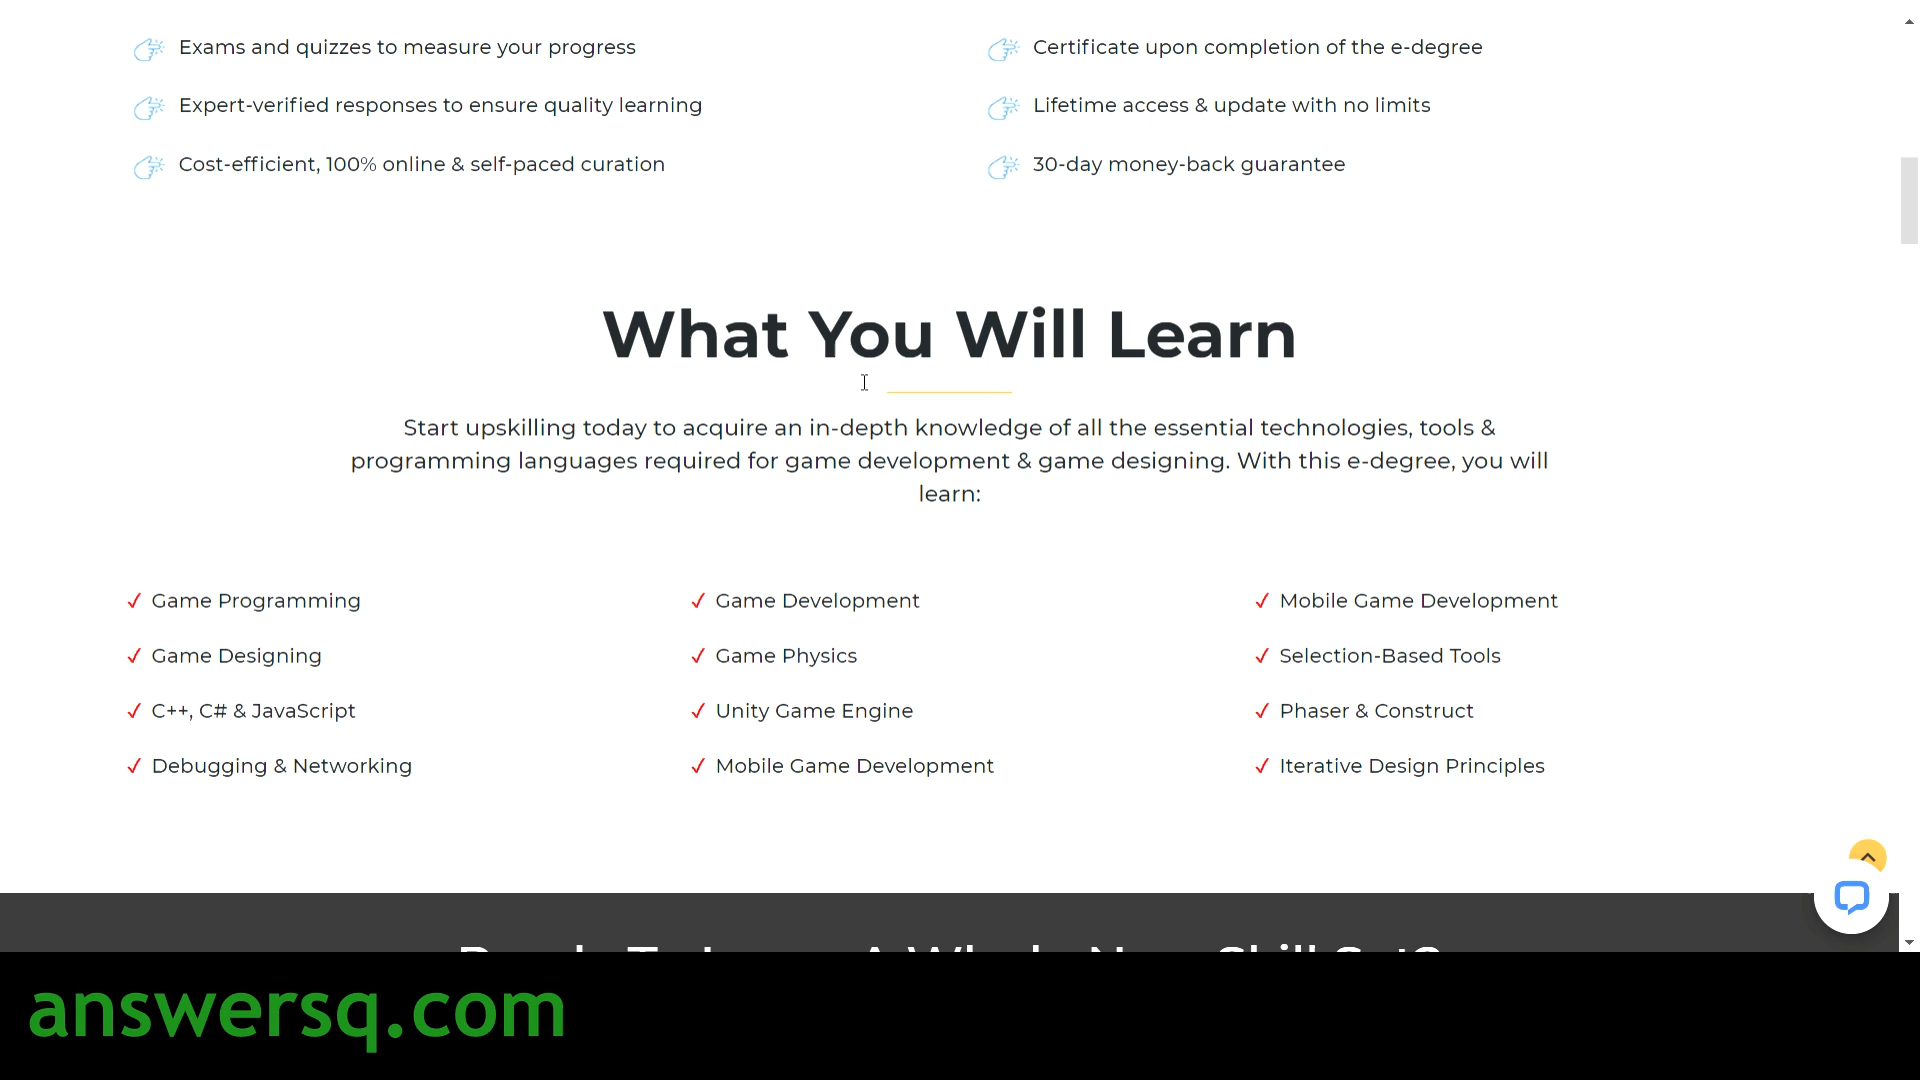 Exams and quizzes to measure your progress
Certificate upon completion of the e-degree
Expert-verified responses to ensure quality learning
Lifetime access & update with no limits
Cost-efficient, 100% online & self-paced curation
30-day money-back guarantee
What You Will Learn
Start upskilling today to acquire an in-depth knowledge of all the essential technologies, tools &
programming languages required for game development & game designing. With this e-degree, you will
learn:
Game Programming
Game Development
Mobile Game Development
Game Designing
Game Physics
Selection-Based Tools
C++, C# & JavaScript
Unity Game Engine
Phaser & Construct
Debugging & Networking
Mobile Game Development
Iterative Design Principles
answersq.com